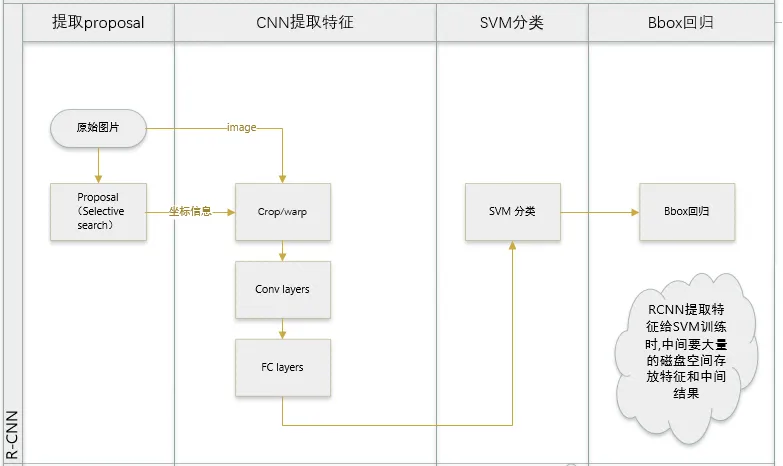 提取proposal
CNN提取特征
SVM分类
Bbox回归
原始图片
image
Proposal
（Selective
search）
坐标信息
Crop/warp
SVM 分类
Bbox回归
Conv layers
FC layers
RCNN提取特
征给SVM训练
时,中间要大量
的磁盘空间存
放特征和中间
结果
R-CNN